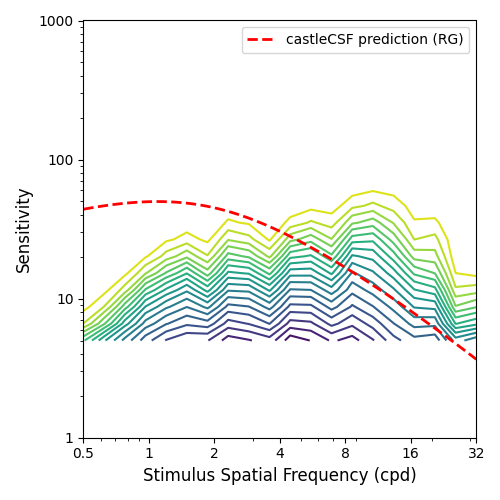 1000
castleCSF prediction (RG)
100
Sensitivity
10
1
0.5 1 2 4 8 16 32
Stimulus Spatial Frequency (cpd)